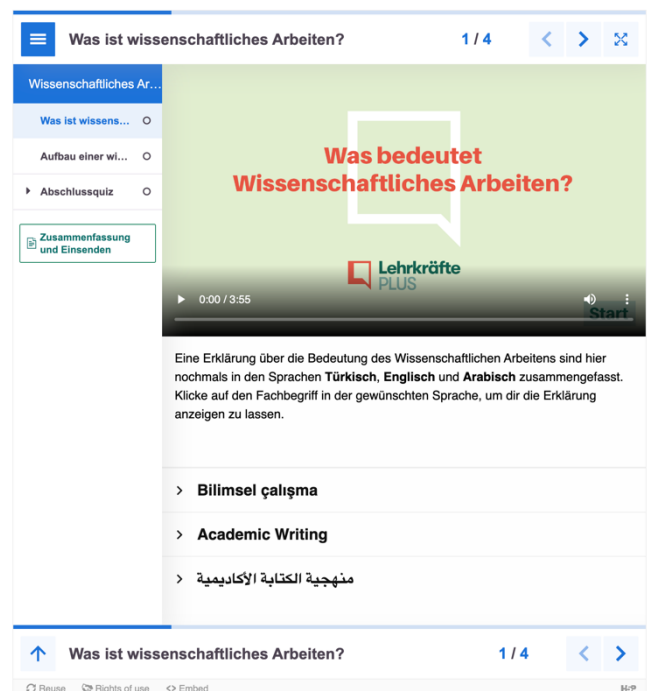 Was ist wissenschaftliches Arbeiten?
1 / 4
Wissenschaftliches Ar...
Was ist wissens...
Aufbau einer wi...
Abschlussquiz
Zusammenfassung
und Einsenden
Was bedeutet
Wissenschaftliches Arbeiten?
Lehrkräfte
PLUS
0:00 / 3:55
Start
Eine Erklärung über die Bedeutung des Wissenschaftlichen Arbeitens sind hier
nochmals in den Sprachen Türkisch, Englisch und Arabisch zusammengefasst.
Klicke auf den Fachbegriff in der gewünschten Sprache, um dir die Erklärung
anzeigen zu lassen.
Bilimsel çalışma
Academic Writing
منهجية الكتابة الأكاديمية
Was ist wissenschaftliches Arbeiten?
1 / 4
Reuse Rights of use <> Embed
H5P